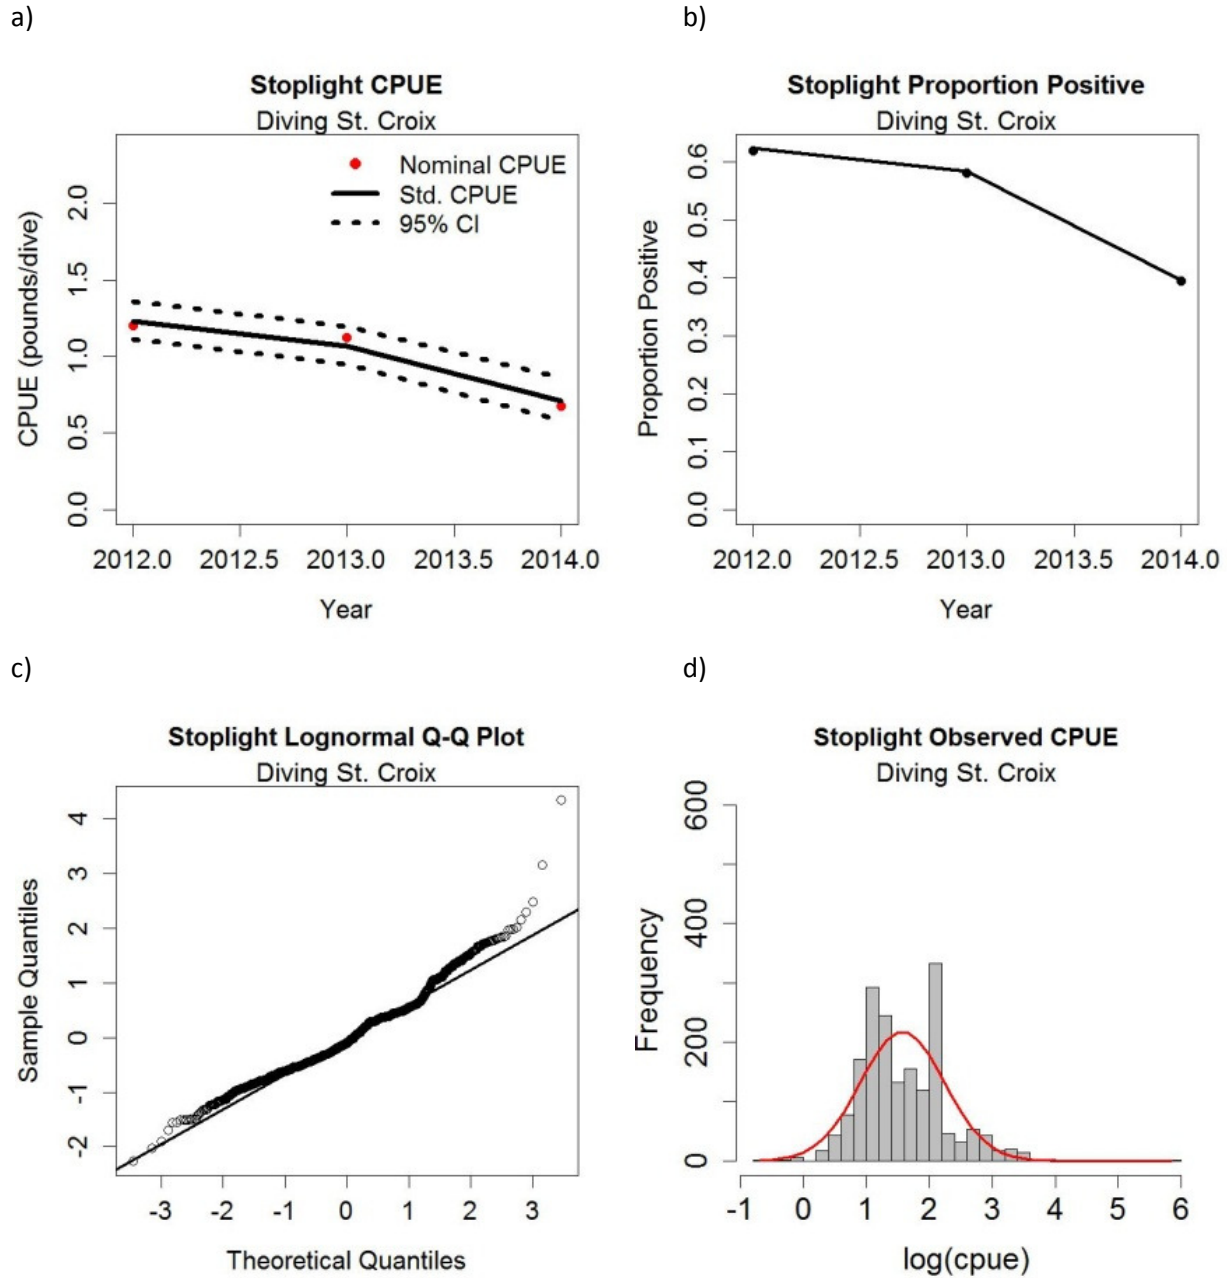 a)
Stoplight CPUE
Diving St. Croix
Nominal CPUE
Std. CPUE
95% CI
CPUE (pounds/dive)
2.0
1.5
1.0
0.5
0.0
2012.0 2012.5 2013.0 2013.5 2014.0
Year
b)
Stoplight Proportion Positive
Diving St. Croix
Proportion Positive
0.6
0.5
0.4
0.3
0.2
0.1
0.0
2012.0 2012.5 2013.0 2013.5 2014.0
Year
c)
Stoplight Lognormal Q-Q Plot
Diving St. Croix
Sample Quantiles
4
3
2
1
0
-1
-2
-3 -2 -1 0 1 2 3
Theoretical Quantiles
d)
Stoplight Observed CPUE
Diving St. Croix
Frequency
600
400
200
0
-1 0 1 2 3 4 5 6
log(cpue)